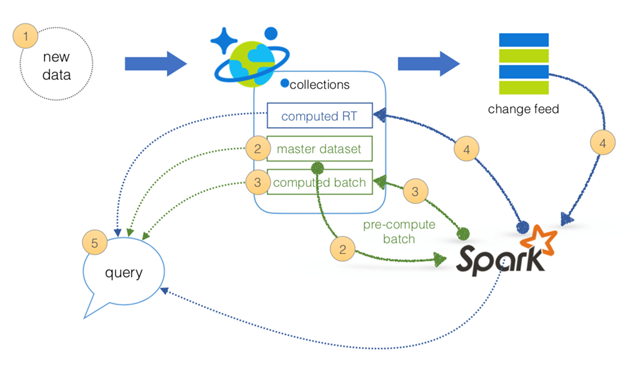 1
new
data
collections
change feed
computed RT
2
master dataset
3
computed batch
4
4
3
pre-compute
batch
2
5
query
Spark